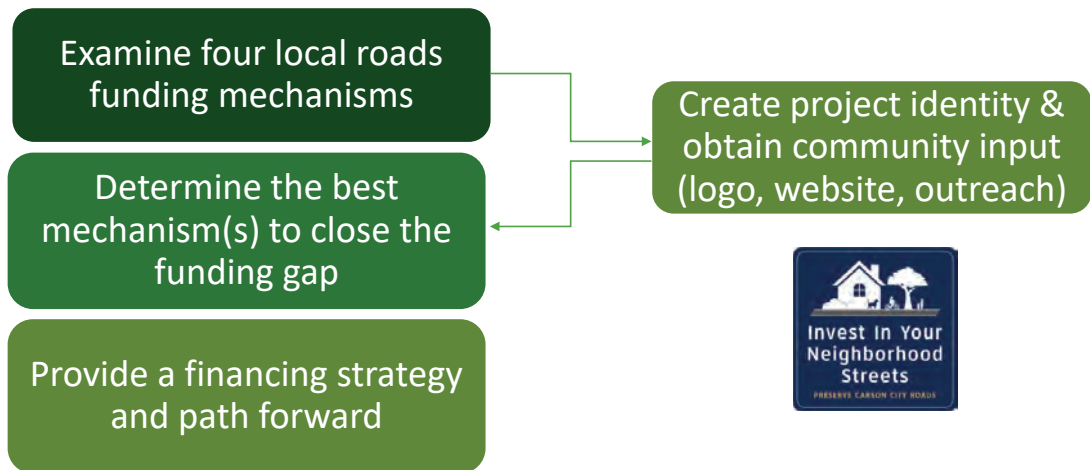 Examine four local roads
funding mechanisms
Create project identity &
obtain community input
(logo, website, outreach)
Determine the best
mechanism(s) to close the
funding gap
Provide a financing strategy
and path forward
Invest In Your
Neighborhood
Streets
PRESERVE CARSON CITY ROADS